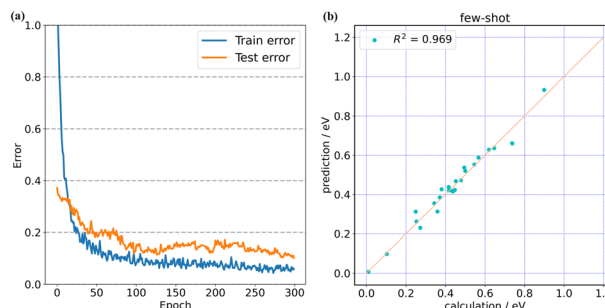 (a)
1.0
0.8
0.6
0.4
0.2
0.0
Error
Train error
Test error
0
50
100
150
200
250
300
Epoch
(b)
few-shot
R² = 0.969
1.2
1.0
0.8
0.6
0.4
0.2
0.0
prediction / eV
0.0
0.2
0.4
0.6
0.8
1.0
calculation / eV